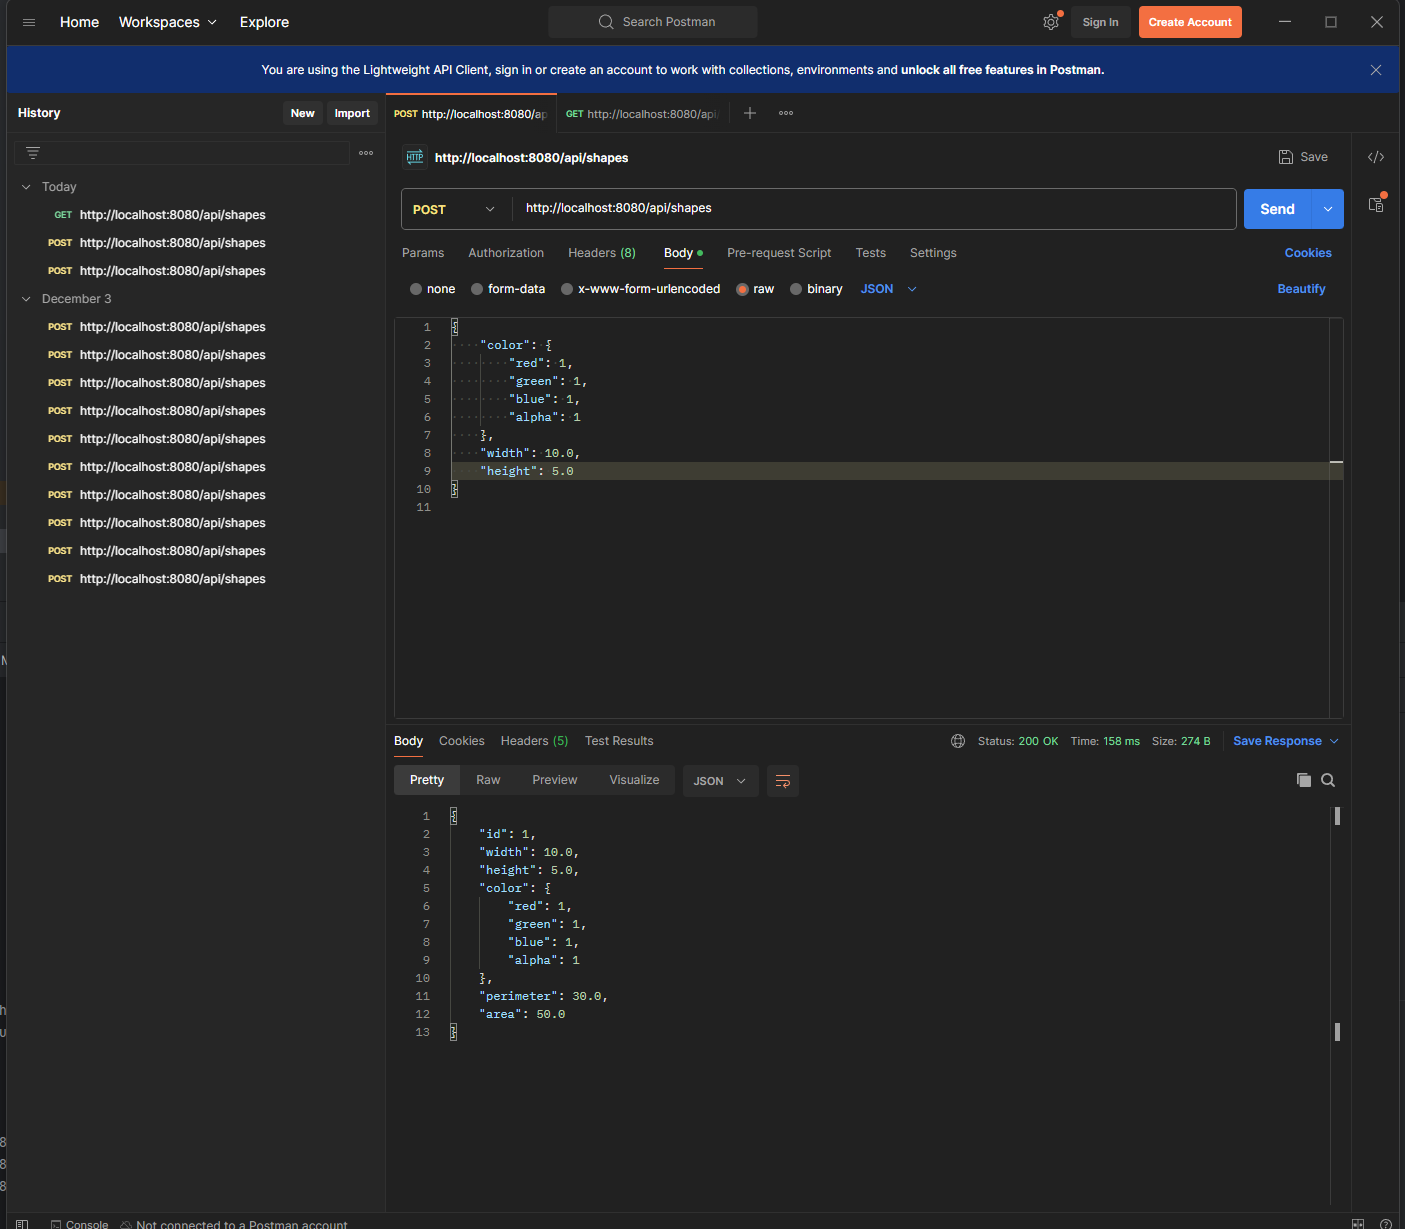 Home Workspaces Explore Search Postman Sign In Create Account
You are using the Lightweight API Client, sign in or create an account to work with collections, environments and unlock all free features in Postman.
History New Import
Today
GET http://localhost:8080/api/shapes
POST http://localhost:8080/api/shapes
POST http://localhost:8080/api/shapes
December 3
POST http://localhost:8080/api/shapes
POST http://localhost:8080/api/shapes
POST http://localhost:8080/api/shapes
POST http://localhost:8080/api/shapes
POST http://localhost:8080/api/shapes
POST http://localhost:8080/api/shapes
POST http://localhost:8080/api/shapes
POST http://localhost:8080/api/shapes
POST http://localhost:8080/api/shapes
POST http://localhost:8080/api/shapes
POST http://localhost:8080/ap GET http://localhost:8080/api/
HTTP http://localhost:8080/api/shapes Save </>
POST http://localhost:8080/api/shapes Send
Params Authorization Headers (8) Body Pre-request Script Tests Settings Cookies
none form-data x-www-form-urlencoded raw binary JSON Beautify
1 {
2 "color": {
3 "red": 1,
4 "green": 1,
5 "blue": 1,
6 "alpha": 1
7 },
8 "width": 10.0,
9 "height": 5.0
10 }
11
Body Cookies Headers (5) Test Results Status: 200 OK Time: 158 ms Size: 274 B Save Response
Pretty Raw Preview Visualize JSON
1 {
2 "id": 1,
3 "width": 10.0,
4 "height": 5.0,
5 "color": {
6 "red": 1,
7 "green": 1,
8 "blue": 1,
9 "alpha": 1
10 },
11 "perimeter": 30.0,
12 "area": 50.0
13 }
Console Not connected to a Postman account